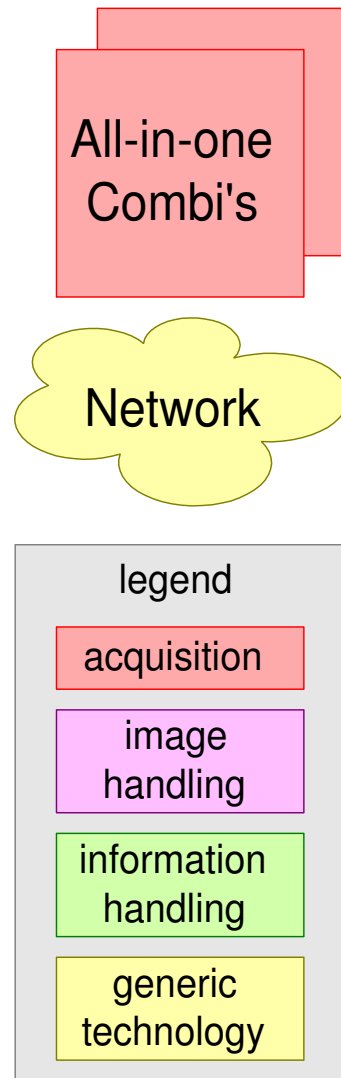 All-in-one
Combi's
Network
legend
acquisition
image
handling
information
handling
generic
technology